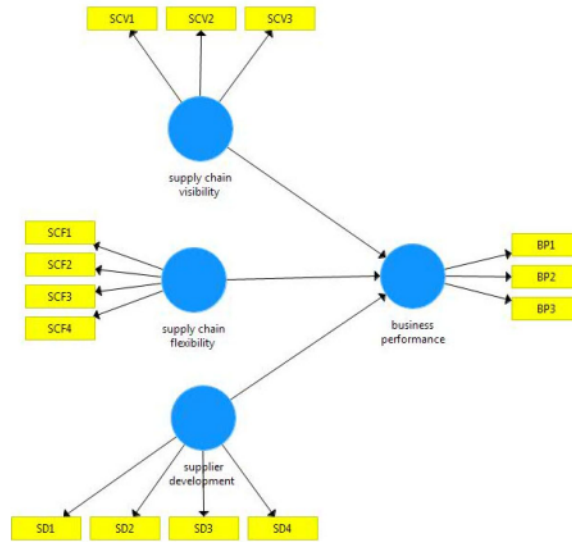 SCV1 SCV2 SCV3
supply chain
visibility
SCF1
SCF2
SCF3
SCF4
supply chain
flexibility
BP1
BP2
BP3
business
performance
supplier
development
SD1 SD2 SD3 SD4